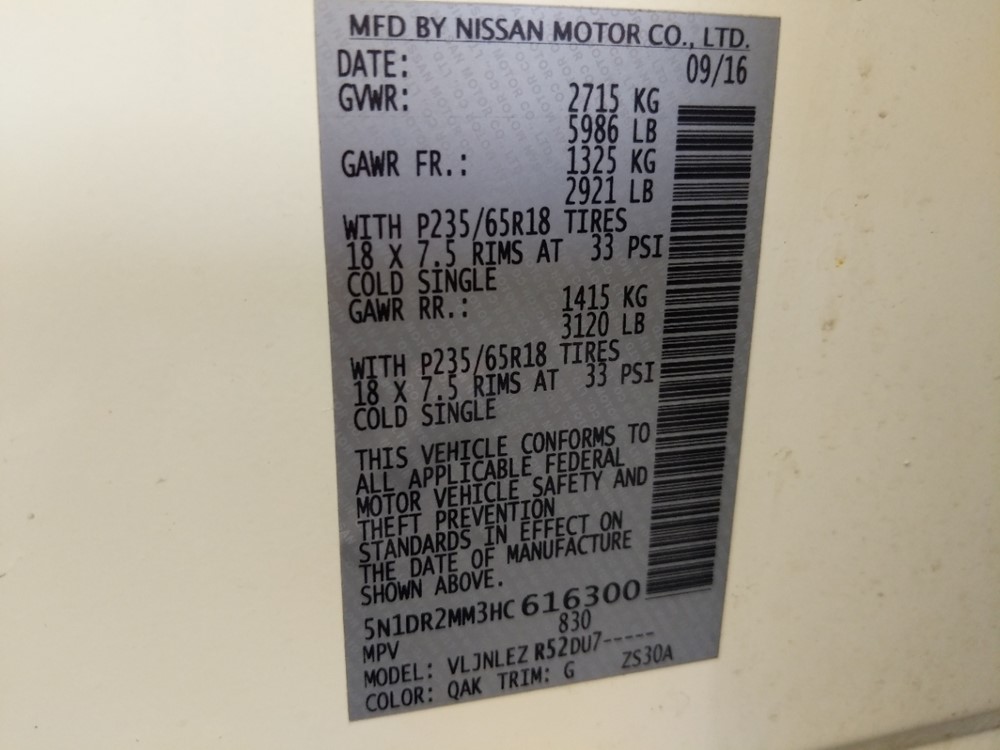 MFD BY NISSAN MOTOR CO., LTD.
DATE: 09/16
GVWR: 2715 KG
5986 LB
GAWR FR.: 1325 KG
2921 LB
WITH P235/65R18 TIRES
18 X 7.5 RIMS AT 33 PSI
COLD SINGLE
GAWR RR.: 1415 KG
3120 LB
WITH P235/65R18 TIRES
18 X 7.5 RIMS AT 33 PSI
COLD SINGLE
THIS VEHICLE CONFORMS TO
ALL APPLICABLE FEDERAL
MOTOR VEHICLE SAFETY AND
THEFT PREVENTION
STANDARDS IN EFFECT ON
THE DATE OF MANUFACTURE
SHOWN ABOVE.
5N1DR2MM3HC 616300
MPV 830
MODEL: VLJNLEZ R52DU7-----
COLOR: QAK TRIM: G ZS30A